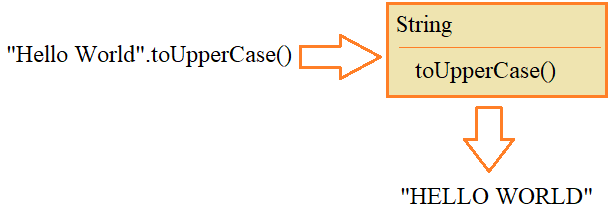 "Hello World".toUpperCase()
String
toUpperCase()
"HELLO WORLD"